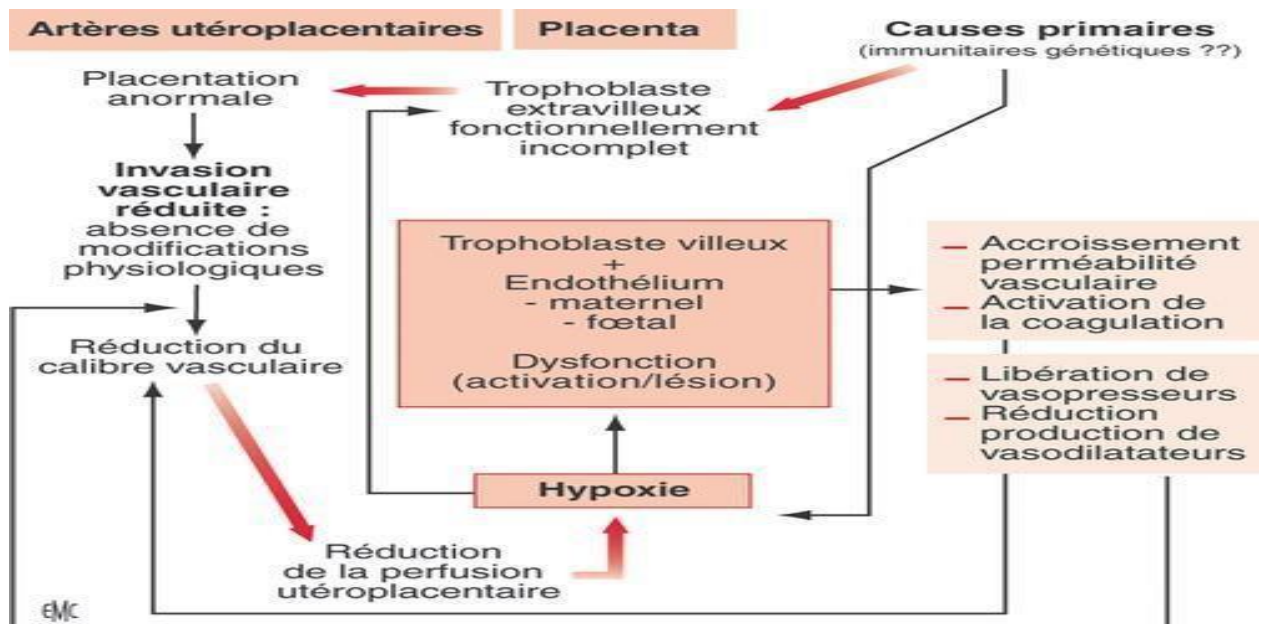 Artères utéroplacentaires
Placenta
Causes primaires
(immunitaires génétiques ??)
Placentation
anormale
Trophoblaste
extravilleux
fonctionnellement
incomplet
Invasion
vasculaire
réduite :
absence de
modifications
physiologiques
Réduction du
calibre vasculaire
Trophoblaste villeux
+
Endothélium
- maternel
- fœtal
Dysfonction
(activation/lésion)
– Accroissement
perméabilité
vasculaire
– Activation de
la coagulation
– Libération de
vasopresseurs
– Réduction
production de
vasodilatateurs
Hypoxie
Réduction
de la perfusion
utéroplacentaire
EMC